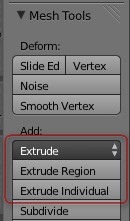 Mesh Tools
Deform:
Slide Ed Vertex
Noise
Smooth Vertex
Add:
Extrude
Extrude Region
Extrude Individual
Subdivide